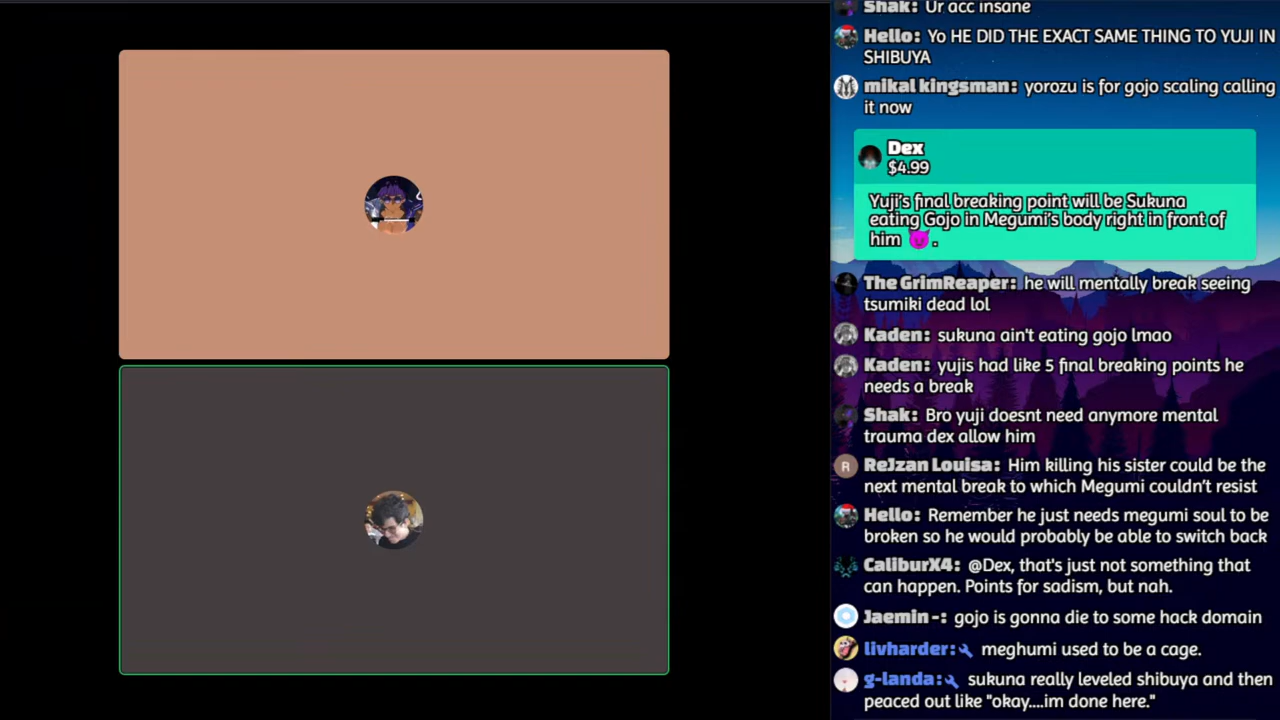 Shak: Ur acc insane
Hello: Yo HE DID THE EXACT SAME THING TO YUJI IN
SHIBUYA
mikal kingsman: yorozu is for gojo scaling calling
it now
Dex
$4.99
Yuji's final breaking point will be Sukuna
eating Gojo in Megumi's body right in front of
him 😈.
The GrimReaper: he will mentally break seeing
tsumiki dead lol
Kaden: sukuna ain't eating gojo lmao
Kaden: yujis had like 5 final breaking points he
needs a break
Shak: Bro yuji doesnt need anymore mental
trauma dex allow him
R
ReJzan Louisa: Him killing his sister could be the
next mental break to which Megumi couldn't resist
Hello: Remember he just needs megumi soul to be
broken so he would probably be able to switch back
CaliburX4: @Dex, that's just not something that
can happen. Points for sadism, but nah.
Jaemin -: gojo is gonna die to some hack domain
livharder: meghumi used to be a cage.
g-landa: sukuna really leveled shibuya and then
peaced out like "okay....im done here."